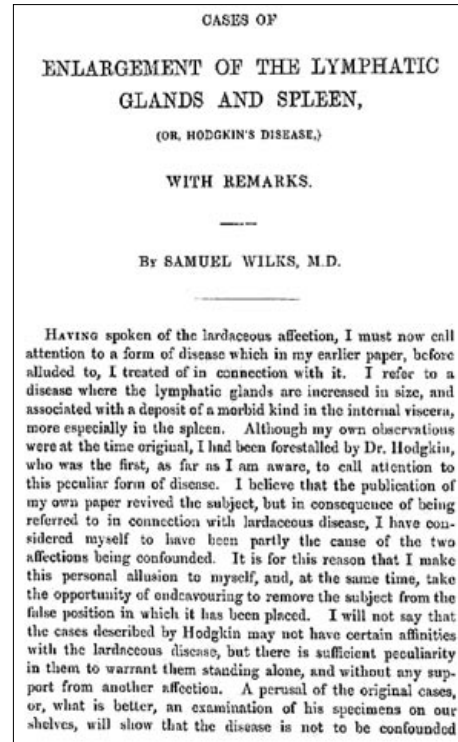 CASES OF
ENLARGEMENT OF THE LYMPHATIC
GLANDS AND SPLEEN,
(OR, HODGKIN'S DISEASE,)
WITH REMARKS.
By SAMUEL WILKS, M.D.
Having spoken of the lardaceous affection, I must now call
attention to a form of disease which in my earlier paper, before
alluded to, I treated of in connection with it. I refer to a
disease where the lymphatic glands are increased in size, and
associated with a deposit of a morbid kind in the internal viscera,
more especially in the spleen. Although my own observations
were at the time original, I had been forestalled by Dr. Hodgkin,
who was the first, as far as I am aware, to call attention to
this peculiar form of disease. I believe that the publication of
my own paper revived the subject, but in consequence of being
referred to in connection with lardaceous disease, I have con-
sidered myself to have been partly the cause of the two
affections being confounded. It is for this reason that I make
this personal allusion to myself, and, at the same time, take
the opportunity of endeavouring to remove the subject from the
false position in which it has been placed. I will not say that
the cases described by Hodgkin may not have certain affinities
with the lardaceous disease, but there is sufficient peculiarity
in them to warrant them standing alone, and without any sup-
port from another affection. A perusal of the original cases,
or, what is better, an examination of his specimens on our
shelves, will show that the disease is not to be confounded